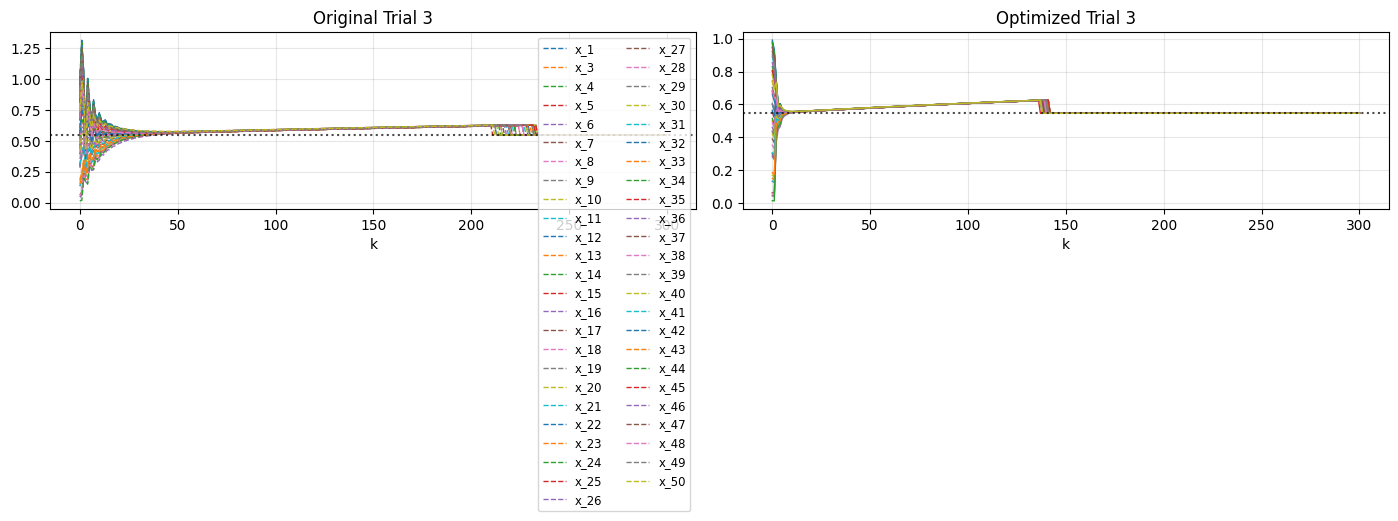 Original Trial 3
1.25
1.00
0.75
0.50
0.25
0.00
0
50
100
150
200
250
300
k
x_1
x_3
x_4
x_5
x_6
x_7
x_8
x_9
x_10
x_11
x_12
x_13
x_14
x_15
x_16
x_17
x_18
x_19
x_20
x_21
x_22
x_23
x_24
x_25
x_26
x_27
x_28
x_29
x_30
x_31
x_32
x_33
x_34
x_35
x_36
x_37
x_38
x_39
x_40
x_41
x_42
x_43
x_44
x_45
x_46
x_47
x_48
x_49
x_50
Optimized Trial 3
1.0
0.8
0.6
0.4
0.2
0.0
0
50
100
150
200
250
300
k